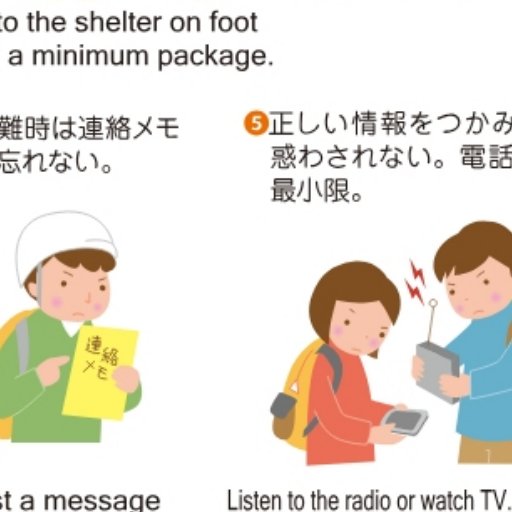 to the shelter on foot
a minimum package.
難時は連絡メモ
忘れない。
5 正しい情報をつかみ
惑わされない。電話
最小限。
連絡
メモ
st a message
Listen to the radio or watch TV.